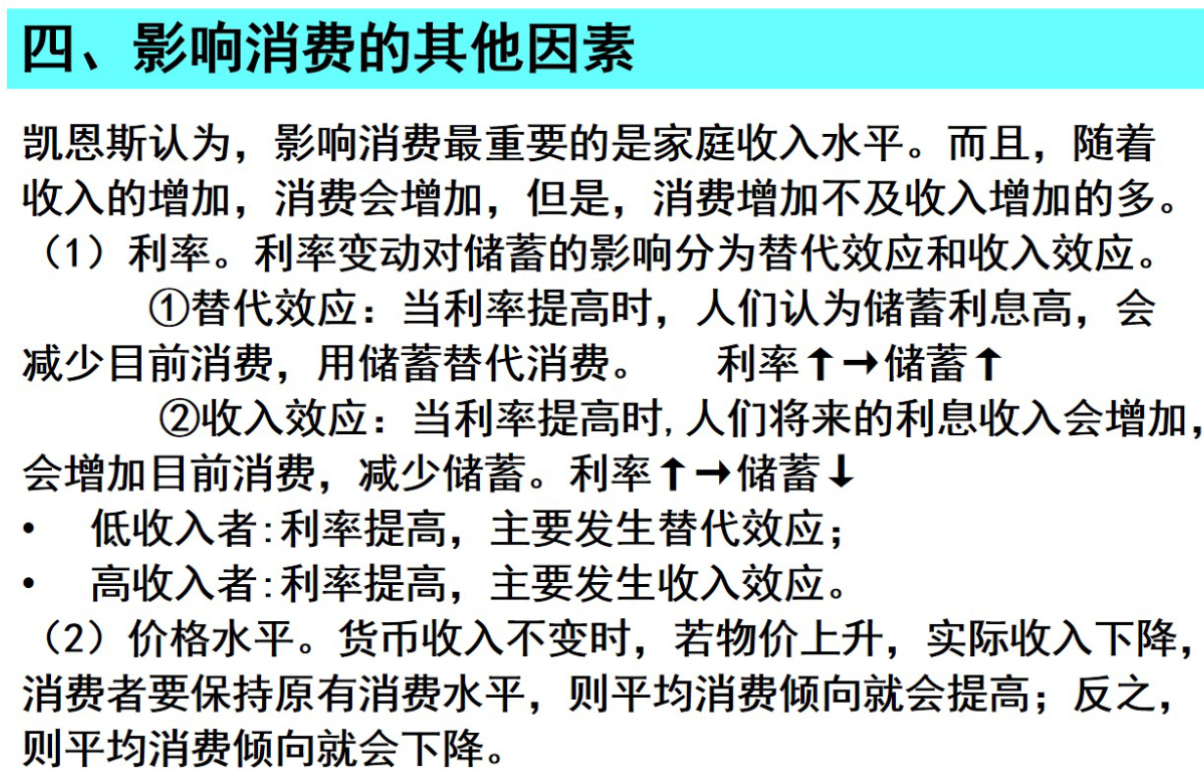 四、影响消费的其他因素
凯恩斯认为，影响消费最重要的是家庭收入水平。而且，随着
收入的增加，消费会增加，但是，消费增加不及收入增加的多。
（1）利率。利率变动对储蓄的影响分为替代效应和收入效应。
①替代效应：当利率提高时，人们认为储蓄利息高，会
减少目前消费，用储蓄替代消费。 利率↑→储蓄↑
②收入效应：当利率提高时,人们将来的利息收入会增加，
会增加目前消费，减少储蓄。利率↑→储蓄↓
• 低收入者:利率提高，主要发生替代效应；
• 高收入者:利率提高，主要发生收入效应。
（2）价格水平。货币收入不变时，若物价上升，实际收入下降，
消费者要保持原有消费水平，则平均消费倾向就会提高；反之，
则平均消费倾向就会下降。